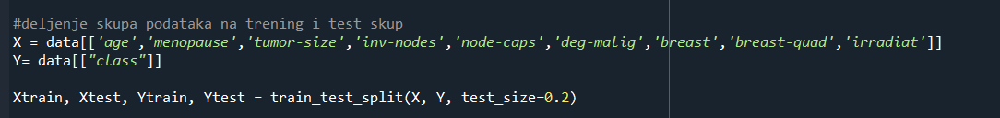 #deljenje skupa podataka na trening i test skup
X = data[['age','menopause','tumor-size','inv-nodes','node-caps','deg-malig','breast','breast-quad','irradiat']]
Y= data[["class"]]
Xtrain, Xtest, Ytrain, Ytest = train_test_split(X, Y, test_size=0.2)